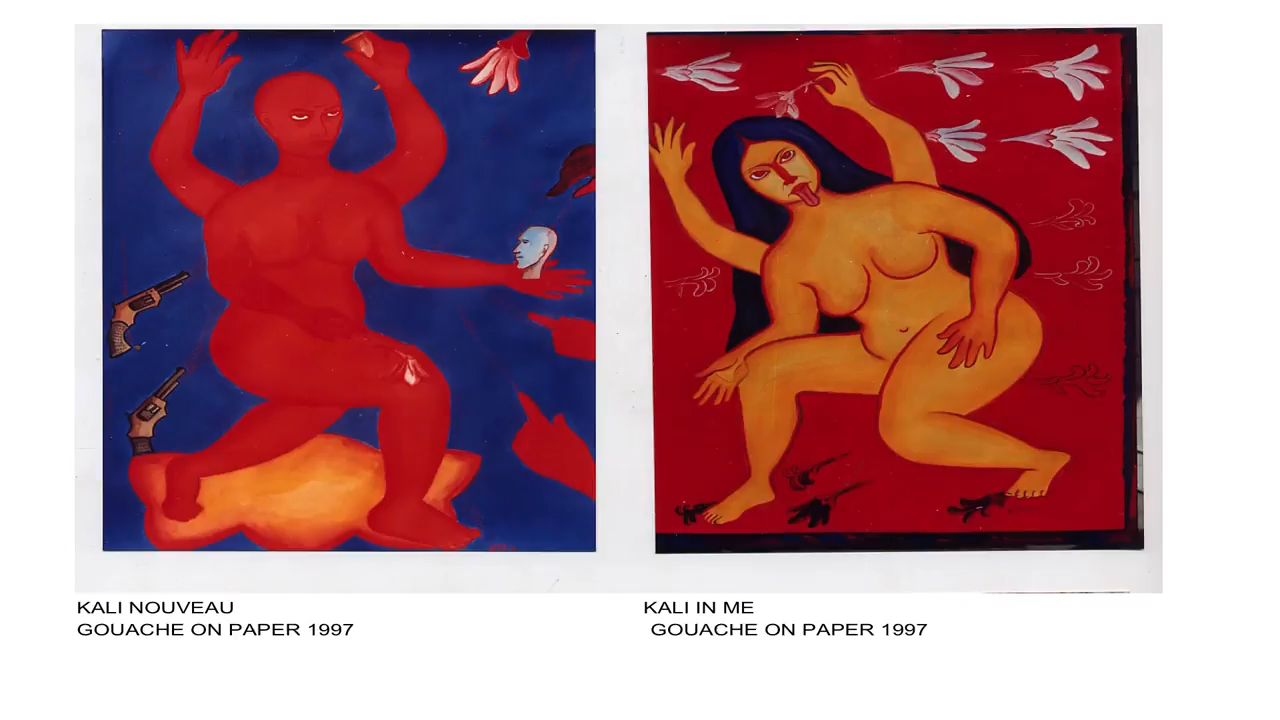 KALI NOUVEAU
GOUACHE ON PAPER 1997
KALI IN ME
GOUACHE ON PAPER 1997